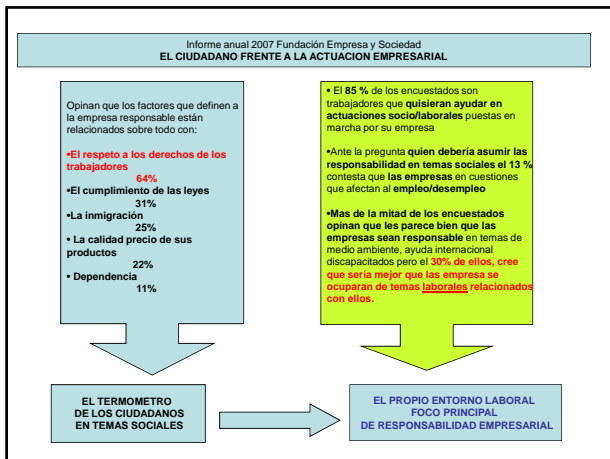 Informe anual 2007 Fundación Empresa y Sociedad
EL CIUDADANO FRENTE A LA ACTUACION EMPRESARIAL
Opinan que los factores que definen a
la empresa responsable están
relacionados sobre todo con:
•El respeto a los derechos de los
trabajadores
64%
•El cumplimiento de las leyes
31%
•La inmigración
25%
• La calidad precio de sus
productos
22%
• Dependencia
11%
• El 85 % de los encuestados son
trabajadores que quisieran ayudar en
actuaciones socio/laborales puestas
en marcha por su empresa
•Ante la pregunta quien debería asumir las
responsabilidad en temas sociales el 13 %
contesta que las empresas en cuestiones
que afectan al empleo/desempleo
•Mas de la mitad de los encuestados
opinan que les parece bien que las
empresas sean responsable en temas de
medio ambiente, ayuda internacional
discapacitados pero el 30% de ellos, cree
que sería mejor que las empresa se
ocuparan de temas laborales relacionados
con ellos.
EL TERMOMETRO
DE LOS CIUDADANOS
EN TEMAS SOCIALES
EL PROPIO ENTORNO LABORAL
FOCO PRINCIPAL
DE RESPONSABILIDAD EMPRESARIAL